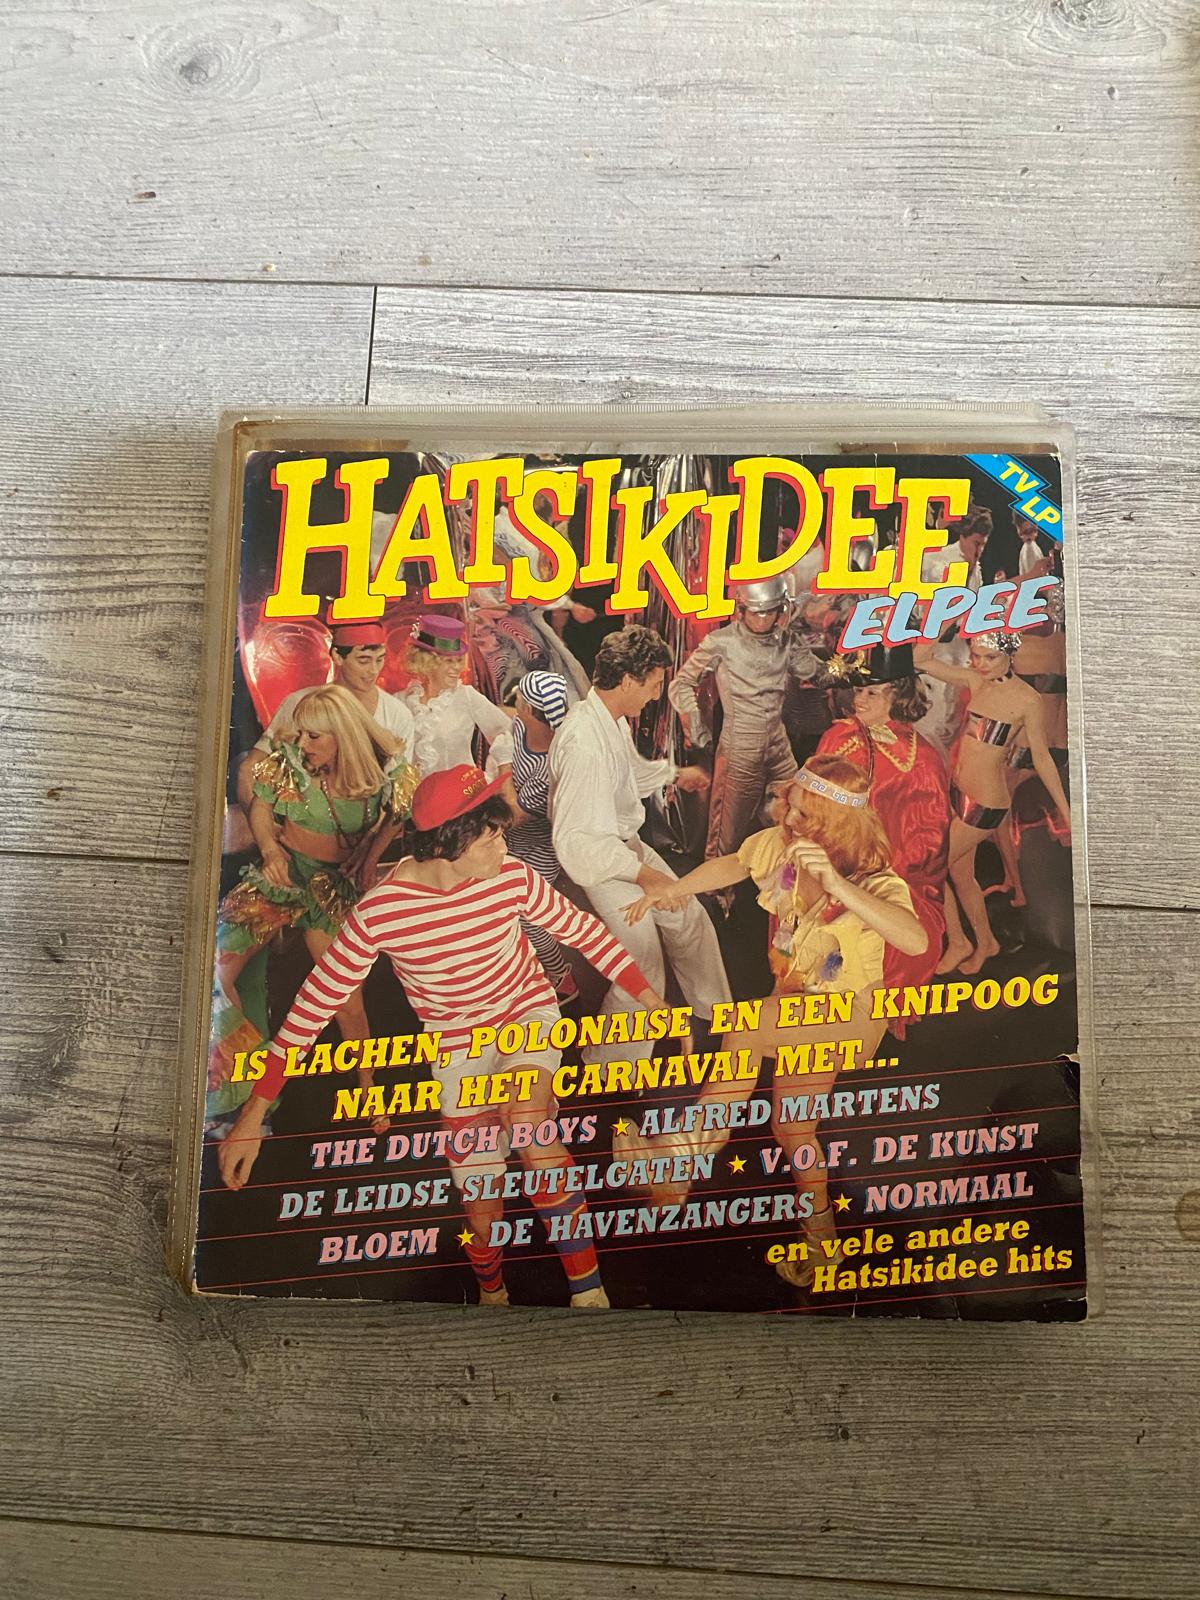 HATSIKIDEE
TV LP
ELPEE
IS LACHEN, POLONAISE EN EEN KNIPOOG
NAAR HET CARNAVAL MET...
THE DUTCH BOYS ★ ALFRED MARTENS
DE LEIDSE SLEUTELGATEN ★ V.O.F. DE KUNST
BLOEM ★ DE HAVENZANGERS ★ NORMAAL
en vele andere
Hatsikidee hits